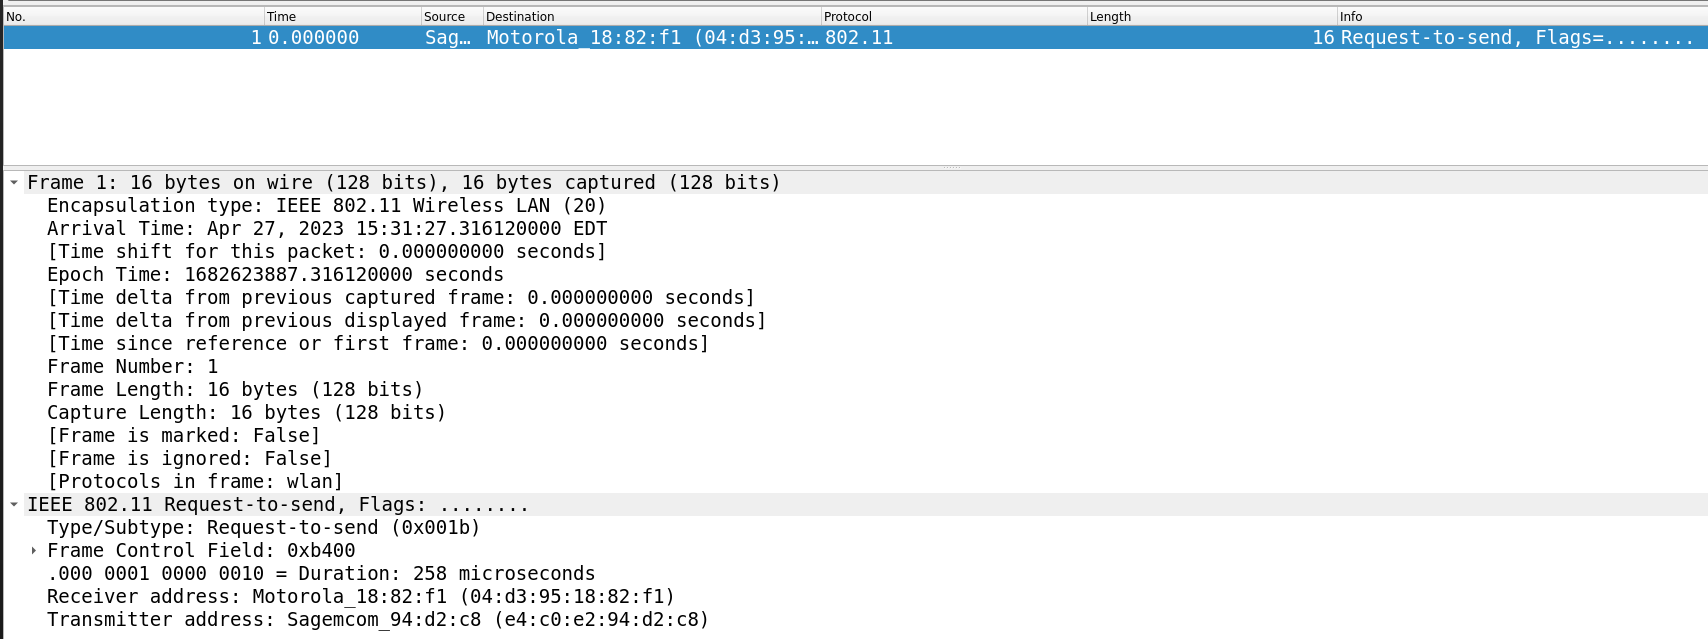 No. Time Source Destination Protocol Length Info
1 0.000000 Sag… Motorola_18:82:f1 (04:d3:95:… 802.11 16 Request-to-send, Flags=........
Frame 1: 16 bytes on wire (128 bits), 16 bytes captured (128 bits)
Encapsulation type: IEEE 802.11 Wireless LAN (20)
Arrival Time: Apr 27, 2023 15:31:27.316120000 EDT
[Time shift for this packet: 0.000000000 seconds]
Epoch Time: 1682623887.316120000 seconds
[Time delta from previous captured frame: 0.000000000 seconds]
[Time delta from previous displayed frame: 0.000000000 seconds]
[Time since reference or first frame: 0.000000000 seconds]
Frame Number: 1
Frame Length: 16 bytes (128 bits)
Capture Length: 16 bytes (128 bits)
[Frame is marked: False]
[Frame is ignored: False]
[Protocols in frame: wlan]
IEEE 802.11 Request-to-send, Flags: ........
Type/Subtype: Request-to-send (0x001b)
Frame Control Field: 0xb400
.000 0001 0000 0010 = Duration: 258 microseconds
Receiver address: Motorola_18:82:f1 (04:d3:95:18:82:f1)
Transmitter address: Sagemcom_94:d2:c8 (e4:c0:e2:94:d2:c8)